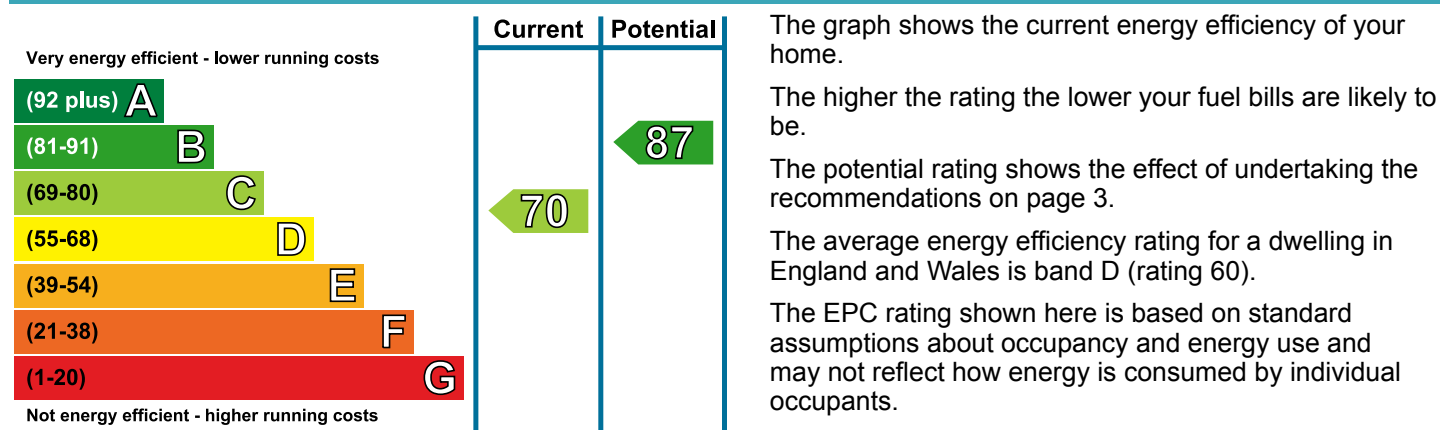 Current
Potential
Very energy efficient - lower running costs
(92 plus) A
(81-91) B
87
(69-80) C
70
(55-68) D
(39-54) E
(21-38) F
(1-20) G
Not energy efficient - higher running costs
The graph shows the current energy efficiency of your
home.
The higher the rating the lower your fuel bills are likely to
be.
The potential rating shows the effect of undertaking the
recommendations on page 3.
The average energy efficiency rating for a dwelling in
England and Wales is band D (rating 60).
The EPC rating shown here is based on standard
assumptions about occupancy and energy use and
may not reflect how energy is consumed by individual
occupants.